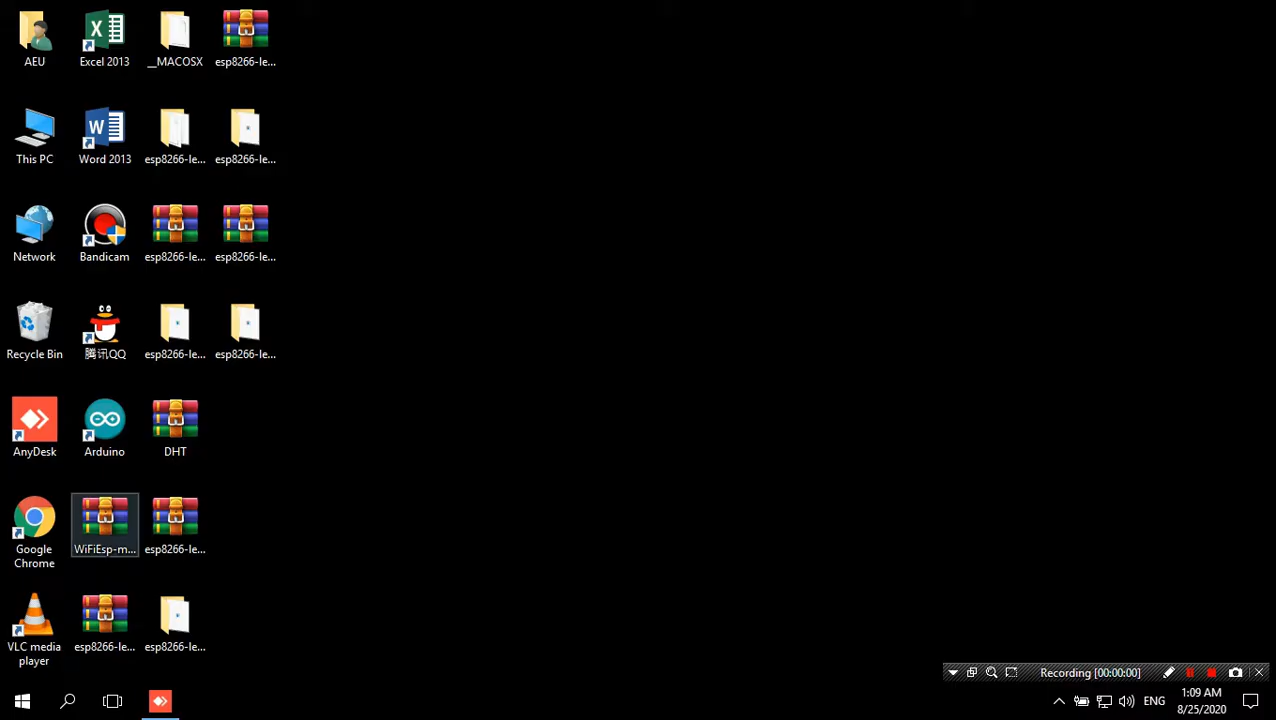 AEU
Excel 2013
__MACOSX
esp8266-le...
This PC
Word 2013
esp8266-le...
esp8266-le...
Network
Bandicam
esp8266-le...
esp8266-le...
Recycle Bin
腾讯QQ
esp8266-le...
esp8266-le...
AnyDesk
Arduino
DHT
Google
Chrome
WiFiEsp-m...
esp8266-le...
VLC media
player
esp8266-le...
esp8266-le...
Recording [00:00:00]
ENG
1:09 AM
8/25/2020